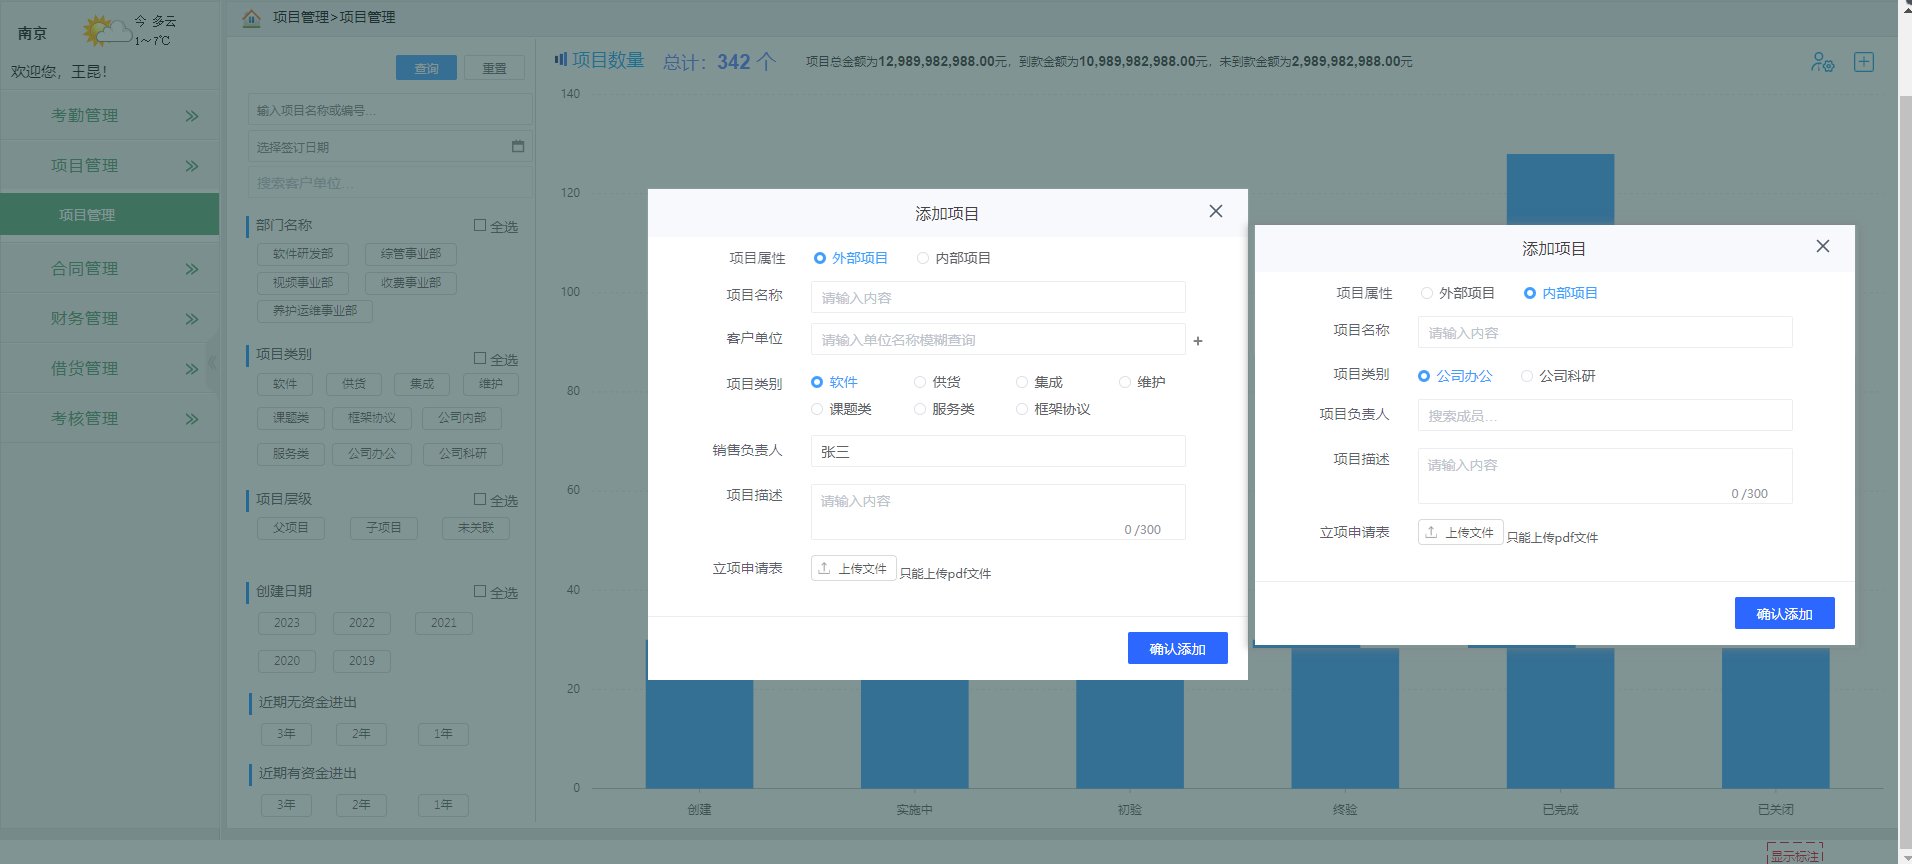 南京
今 多云
1～7℃
欢迎您，王昆！
考勤管理
项目管理
项目管理
合同管理
财务管理
借货管理
考核管理
项目管理>项目管理
查询
重置
输入项目名称或编号...
选择签订日期
搜索客户单位...
部门名称
全选
软件研发部
综管事业部
视频事业部
收费事业部
养护运维事业部
项目类别
全选
软件
供货
集成
维护
课题类
框架协议
公司内部
服务类
公司办公
公司科研
项目层级
全选
父项目
子项目
未关联
创建日期
全选
2023
2022
2021
2020
2019
近期无资金进出
3年
2年
1年
近期有资金进出
3年
2年
1年
项目数量
总计：342 个
项目总金额为12,989,982,988.00元，到款金额为10,989,982,988.00元，未到款金额为2,989,982,988.00元
140
120
100
80
60
40
20
0
创建
实施中
初验
终验
已完成
已关闭
添加项目
项目属性
外部项目
内部项目
项目名称
请输入内容
客户单位
请输入单位名称模糊查询
+
项目类别
软件
供货
集成
维护
课题类
服务类
框架协议
销售负责人
张三
项目描述
请输入内容
0 /300
立项申请表
上传文件
只能上传pdf文件
确认添加
添加项目
项目属性
外部项目
内部项目
项目名称
请输入内容
项目类别
公司办公
公司科研
项目负责人
搜索成员...
项目描述
请输入内容
0 /300
立项申请表
上传文件
只能上传pdf文件
确认添加
显示标注